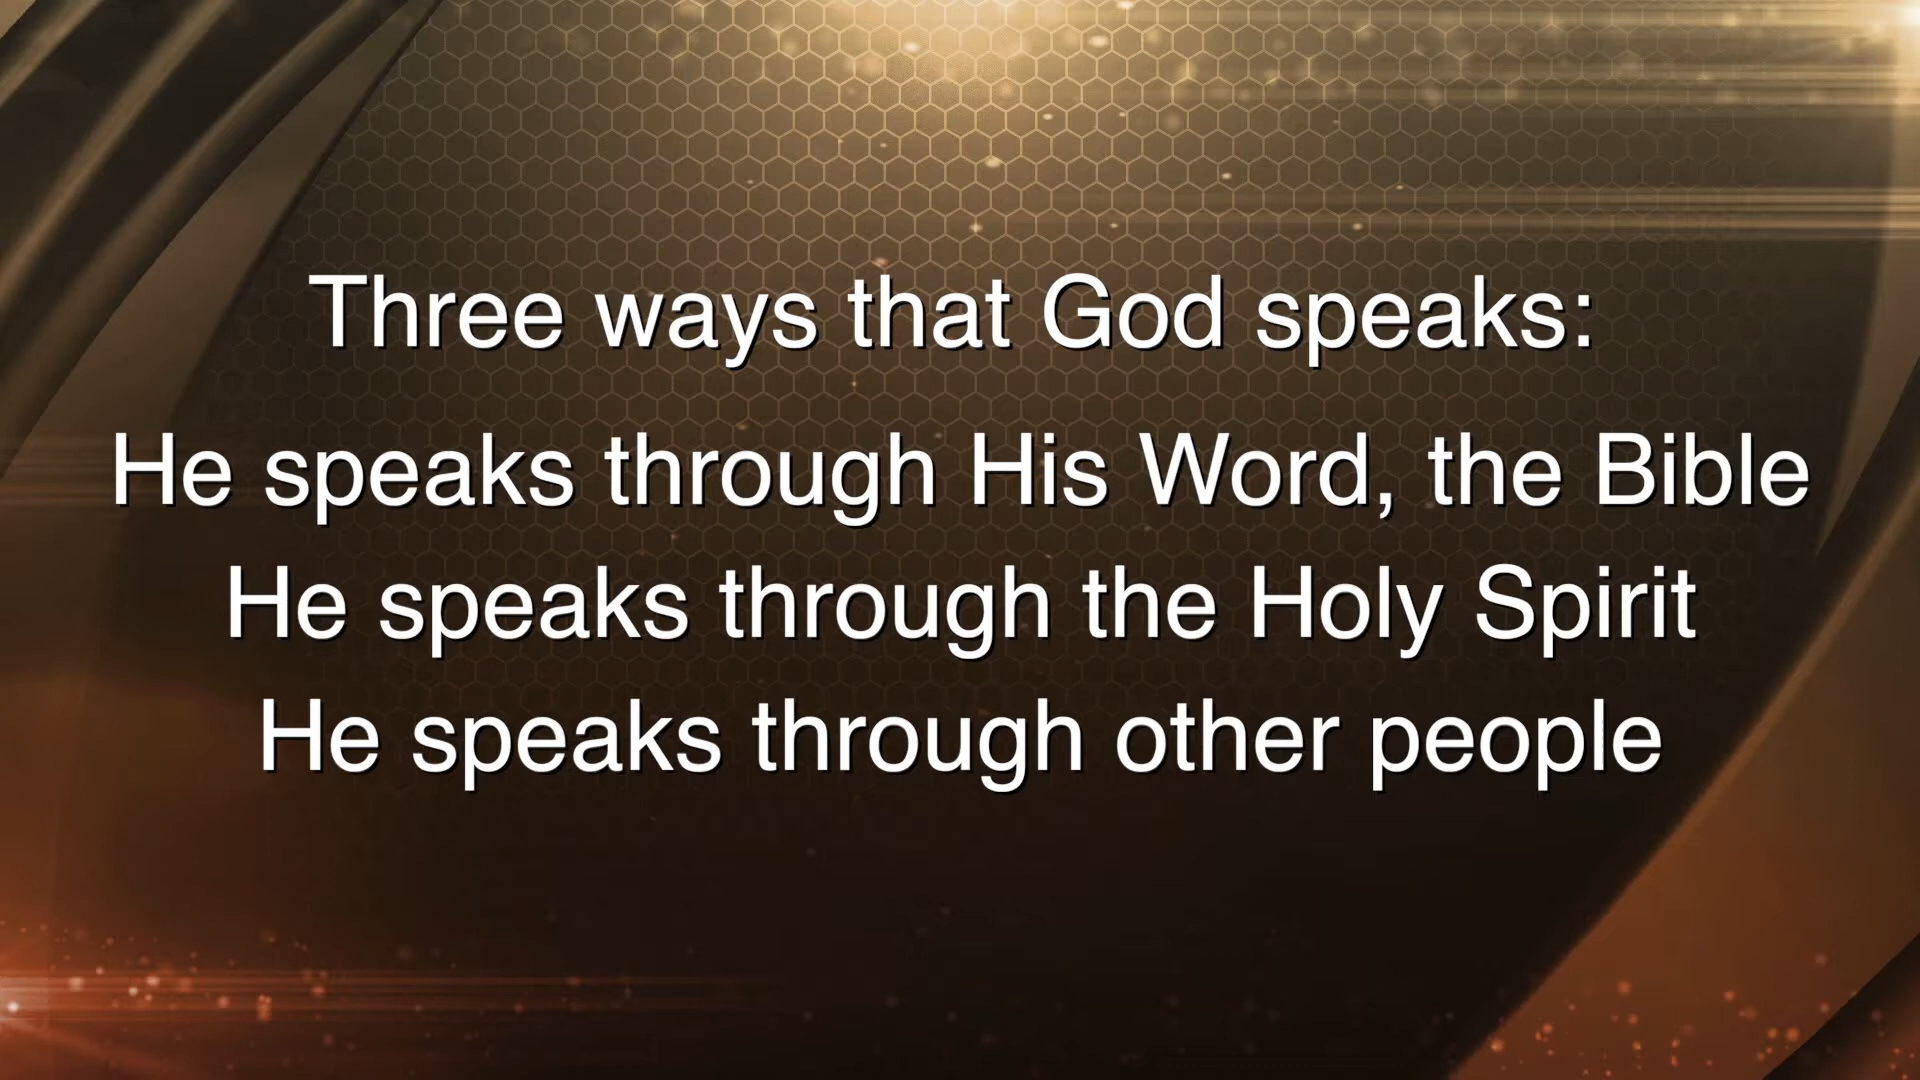 Three ways that God speaks:
He speaks through His Word, the Bible
He speaks through the Holy Spirit
He speaks through other people